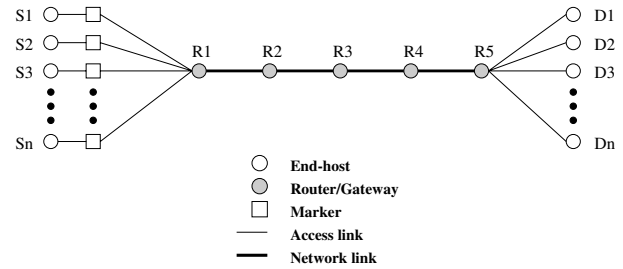 S1
D1
S2
D2
R1 R2 R3 R4 R5
S3
D3
Sn
Dn
End-host
Router/Gateway
Marker
Access link
Network link